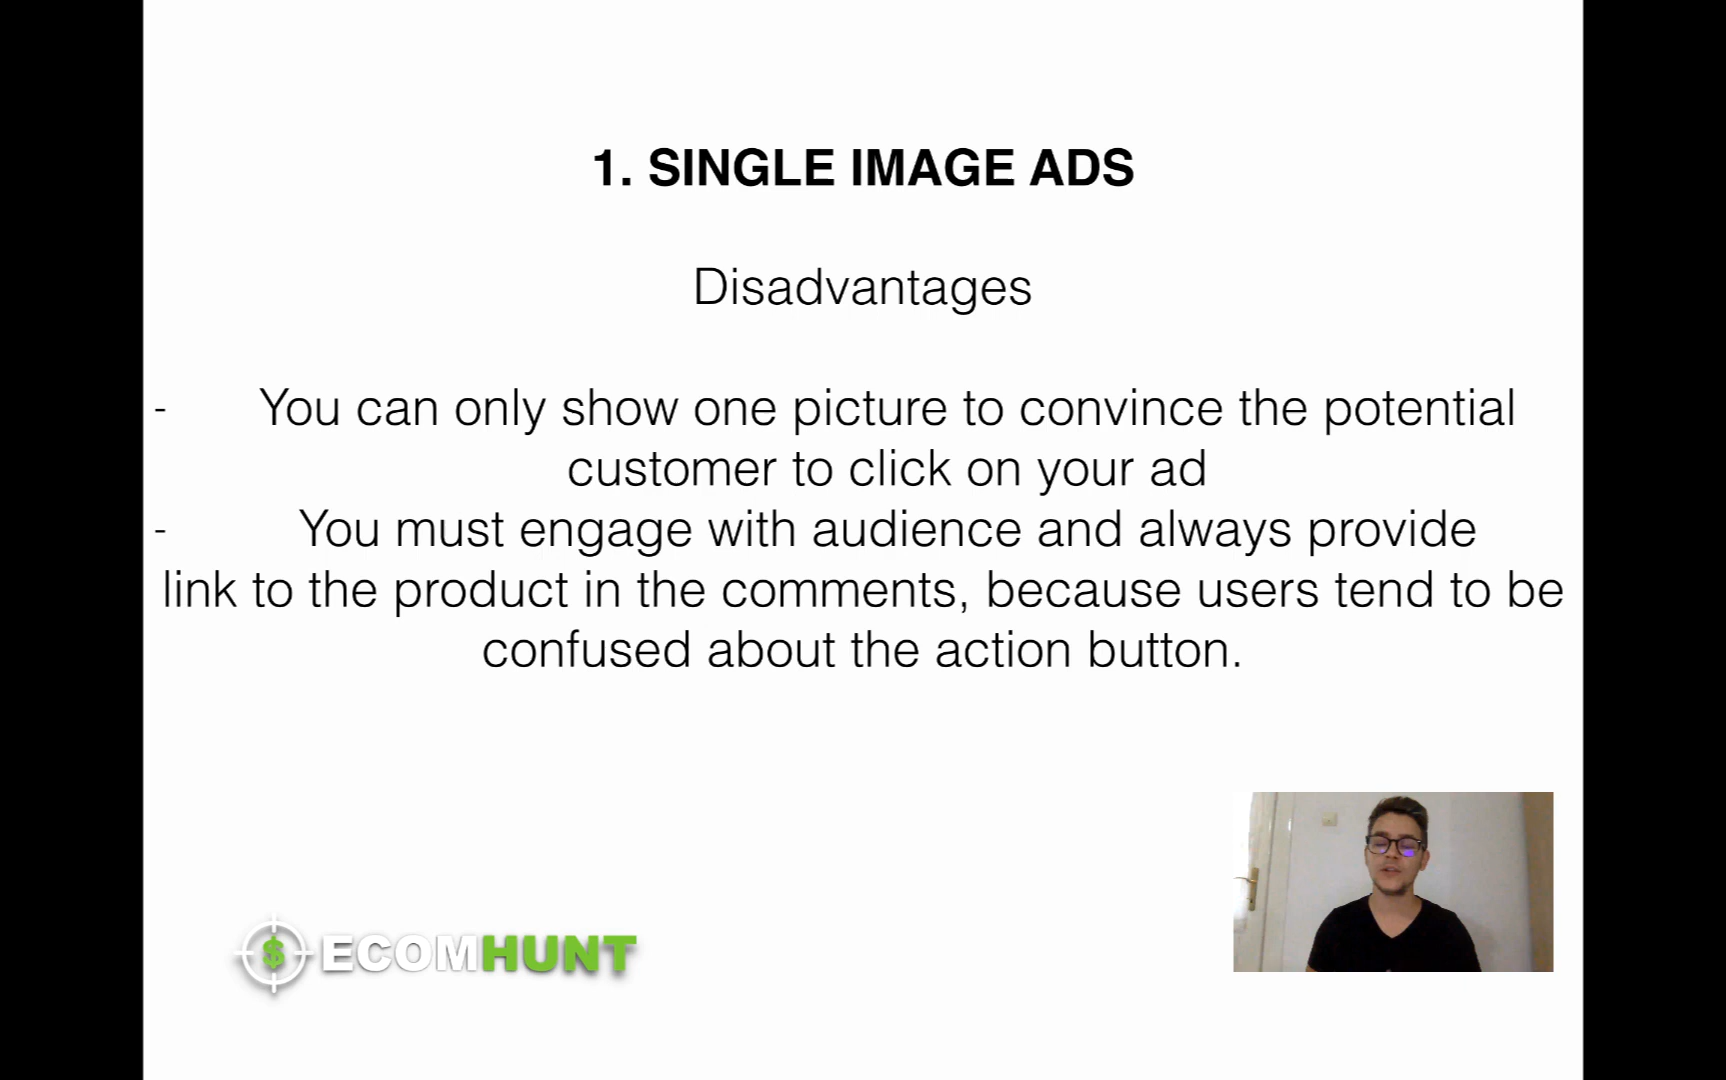 1. SINGLE IMAGE ADS
Disadvantages
- You can only show one picture to convince the potential
customer to click on your ad
- You must engage with audience and always provide
link to the product in the comments, because users tend to be
confused about the action button.
$ ECOMHUNT